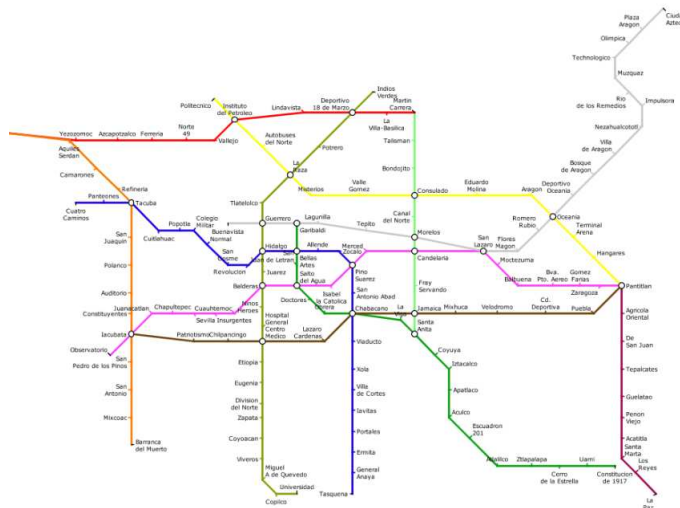 Ciudad
Azteca
Plaza
Aragon
Olimpica
Technologico
Muzquiz
Rio
de los Remedios
Impulsora
Nezahualcototl
Villa
de Aragon
Bosque
de Aragon
Deportivo
Oceania
Oceania
Romero
Rubio
Terminal
Arena
Hangares
Pantitlan
Indios
Verdes
Politecnico
Instituto
del Petroleo
Lindavista
Deportivo
18 de Marzo
Martin
Carrera
La
Villa-Basilica
Norte
49
Ferreria
Azcapotzalco
Yezozomoc
Vallejo
Autobuses
del Norte
Potrero
Talisman
Bondojito
Aquiles
Serdan
Camarones
Refineria
La
Raza
Misterios
Valle
Gomez
Consulado
Eduardo
Molina
Aragon
Panteones
Tacuba
Cuatro
Caminos
Popotla
Colegio
Militar
Cuitlahuac
Buenavista
Normal
San
Cosme
Revolucion
Tlatelolco
Guerrero
Lagunilla
Garibaldi
Tepito
Canal
del Norte
Morelos
San
Lazaro
Flores
Magon
Hidalgo
San
Juan de Letran
Bellas
Artes
Allende
Merced
Zocalo
Candelaria
Moctezuma
San
Joaquin
Polanco
Auditorio
Constituyentes
Juarez
Salto
del Agua
Pino
Suarez
Balbuena
Bva.
Pto. Aereo
Gomez
Farias
Zaragoza
Balderas
Doctores
Isabel
la Catolica
Obrera
San
Antonio Abad
Frey
Servando
Juanacatlan
Chapultepec
Cuauhtemoc
Sevilla Insurgentes
Ninos
Heroes
Chabecano
La
Viga
Jamaica
Mixhuca
Velodromo
Cd.
Deportiva
Puebla
Santa
Anita
Iacubata
Observatorio
Patriotismo
Chilpancingo
Hospital
General
Centro
Medico
Lazaro
Cardenas
Viaducto
Coyuya
Iztacalco
Agricola
Oriental
De
San Juan
San
Pedro de los Pinos
San
Antonio
Mixcoac
Barranca
del Muerto
Etiopia
Eugenia
Division
del Norte
Zapata
Coyoacan
Viveros
Miguel
A de Quevedo
Universidad
Copilco
Xola
Villa
de Cortes
Iavitas
Portales
Ermita
General
Anaya
Tasquena
Apatlaco
Aculco
Escuadron
201
Atlalilco
Ztlapalapa
Cerro
de la Estrella
Uami
Constitucion
de 1917
Tepalcates
Guelatao
Penon
Viejo
Acatitla
Santa
Marta
Los
Reyes
La
Paz